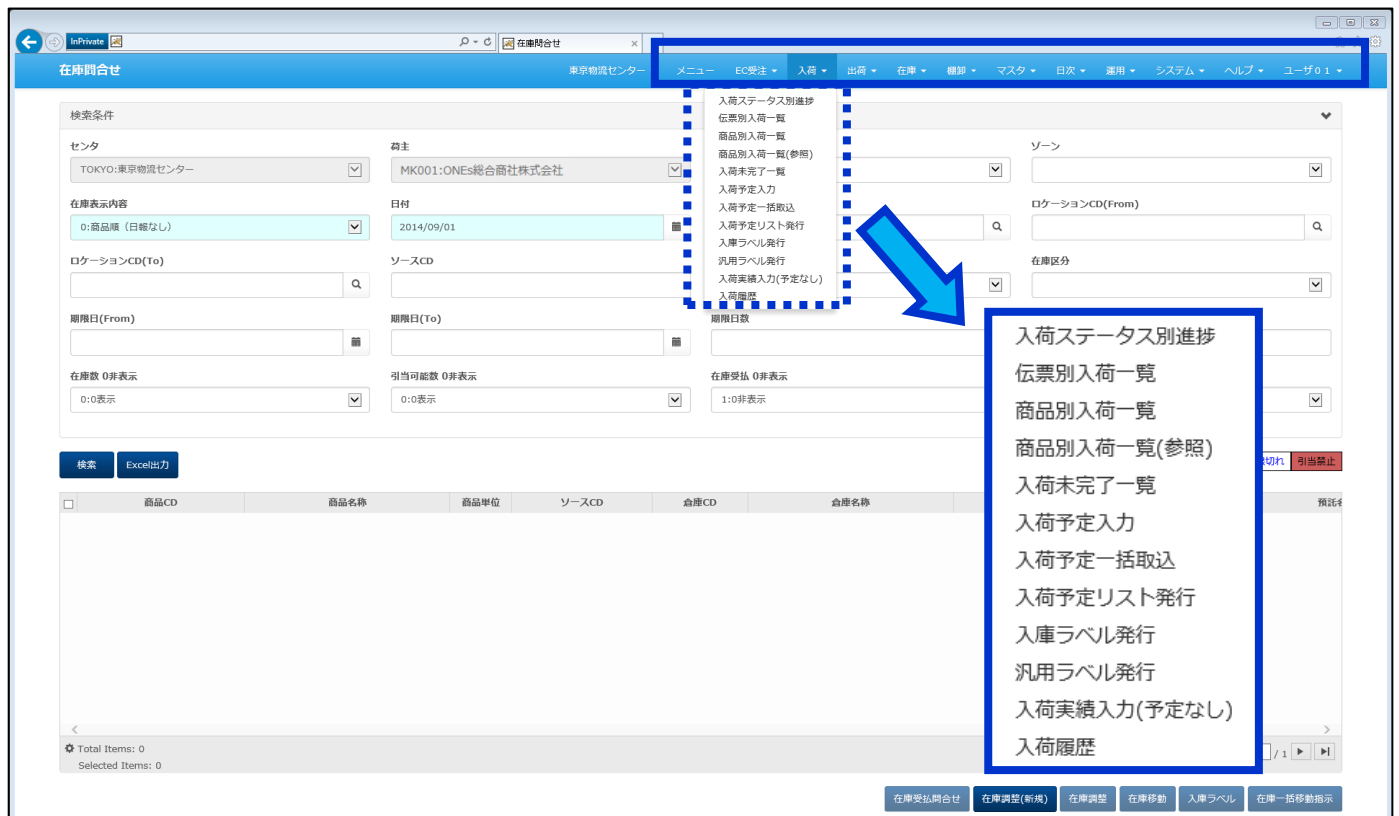 InPrivate
在庫問合せ
在庫問合せ 東京物流センター メニュー EC受注 入荷 出荷 在庫 棚卸 マスタ 日次 運用 システム ヘルプ ユーザ01
検索条件
センタ 荷主 ゾーン
TOKYO:東京物流センター MK001:ONEs総合商社株式会社
在庫表示内容 日付 ロケーションCD(From)
0:商品順（日報なし） 2014/09/01
ロケーションCD(To) ソースCD 在庫区分
期限日(From) 期限日(To) 期限日数
在庫数 0非表示 引当可能数 0非表示 在庫受払 0非表示
0:0表示 0:0表示 1:0非表示
入荷ステータス別進捗
伝票別入荷一覧
商品別入荷一覧
商品別入荷一覧(参照)
入荷未完了一覧
入荷予定入力
入荷予定一括取込
入荷予定リスト発行
入庫ラベル発行
汎用ラベル発行
入荷実績入力(予定なし)
入荷履歴
入荷ステータス別進捗
伝票別入荷一覧
商品別入荷一覧
商品別入荷一覧(参照)
入荷未完了一覧
入荷予定入力
入荷予定一括取込
入荷予定リスト発行
入庫ラベル発行
汎用ラベル発行
入荷実績入力(予定なし)
入荷履歴
検索 Excel出力 切れ 引当禁止
商品CD 商品名称 商品単位 ソースCD 倉庫CD 倉庫名称 預託
Total Items: 0 / 1
Selected Items: 0
在庫受払問合せ 在庫調整(新規) 在庫調整 在庫移動 入庫ラベル 在庫一括移動指示